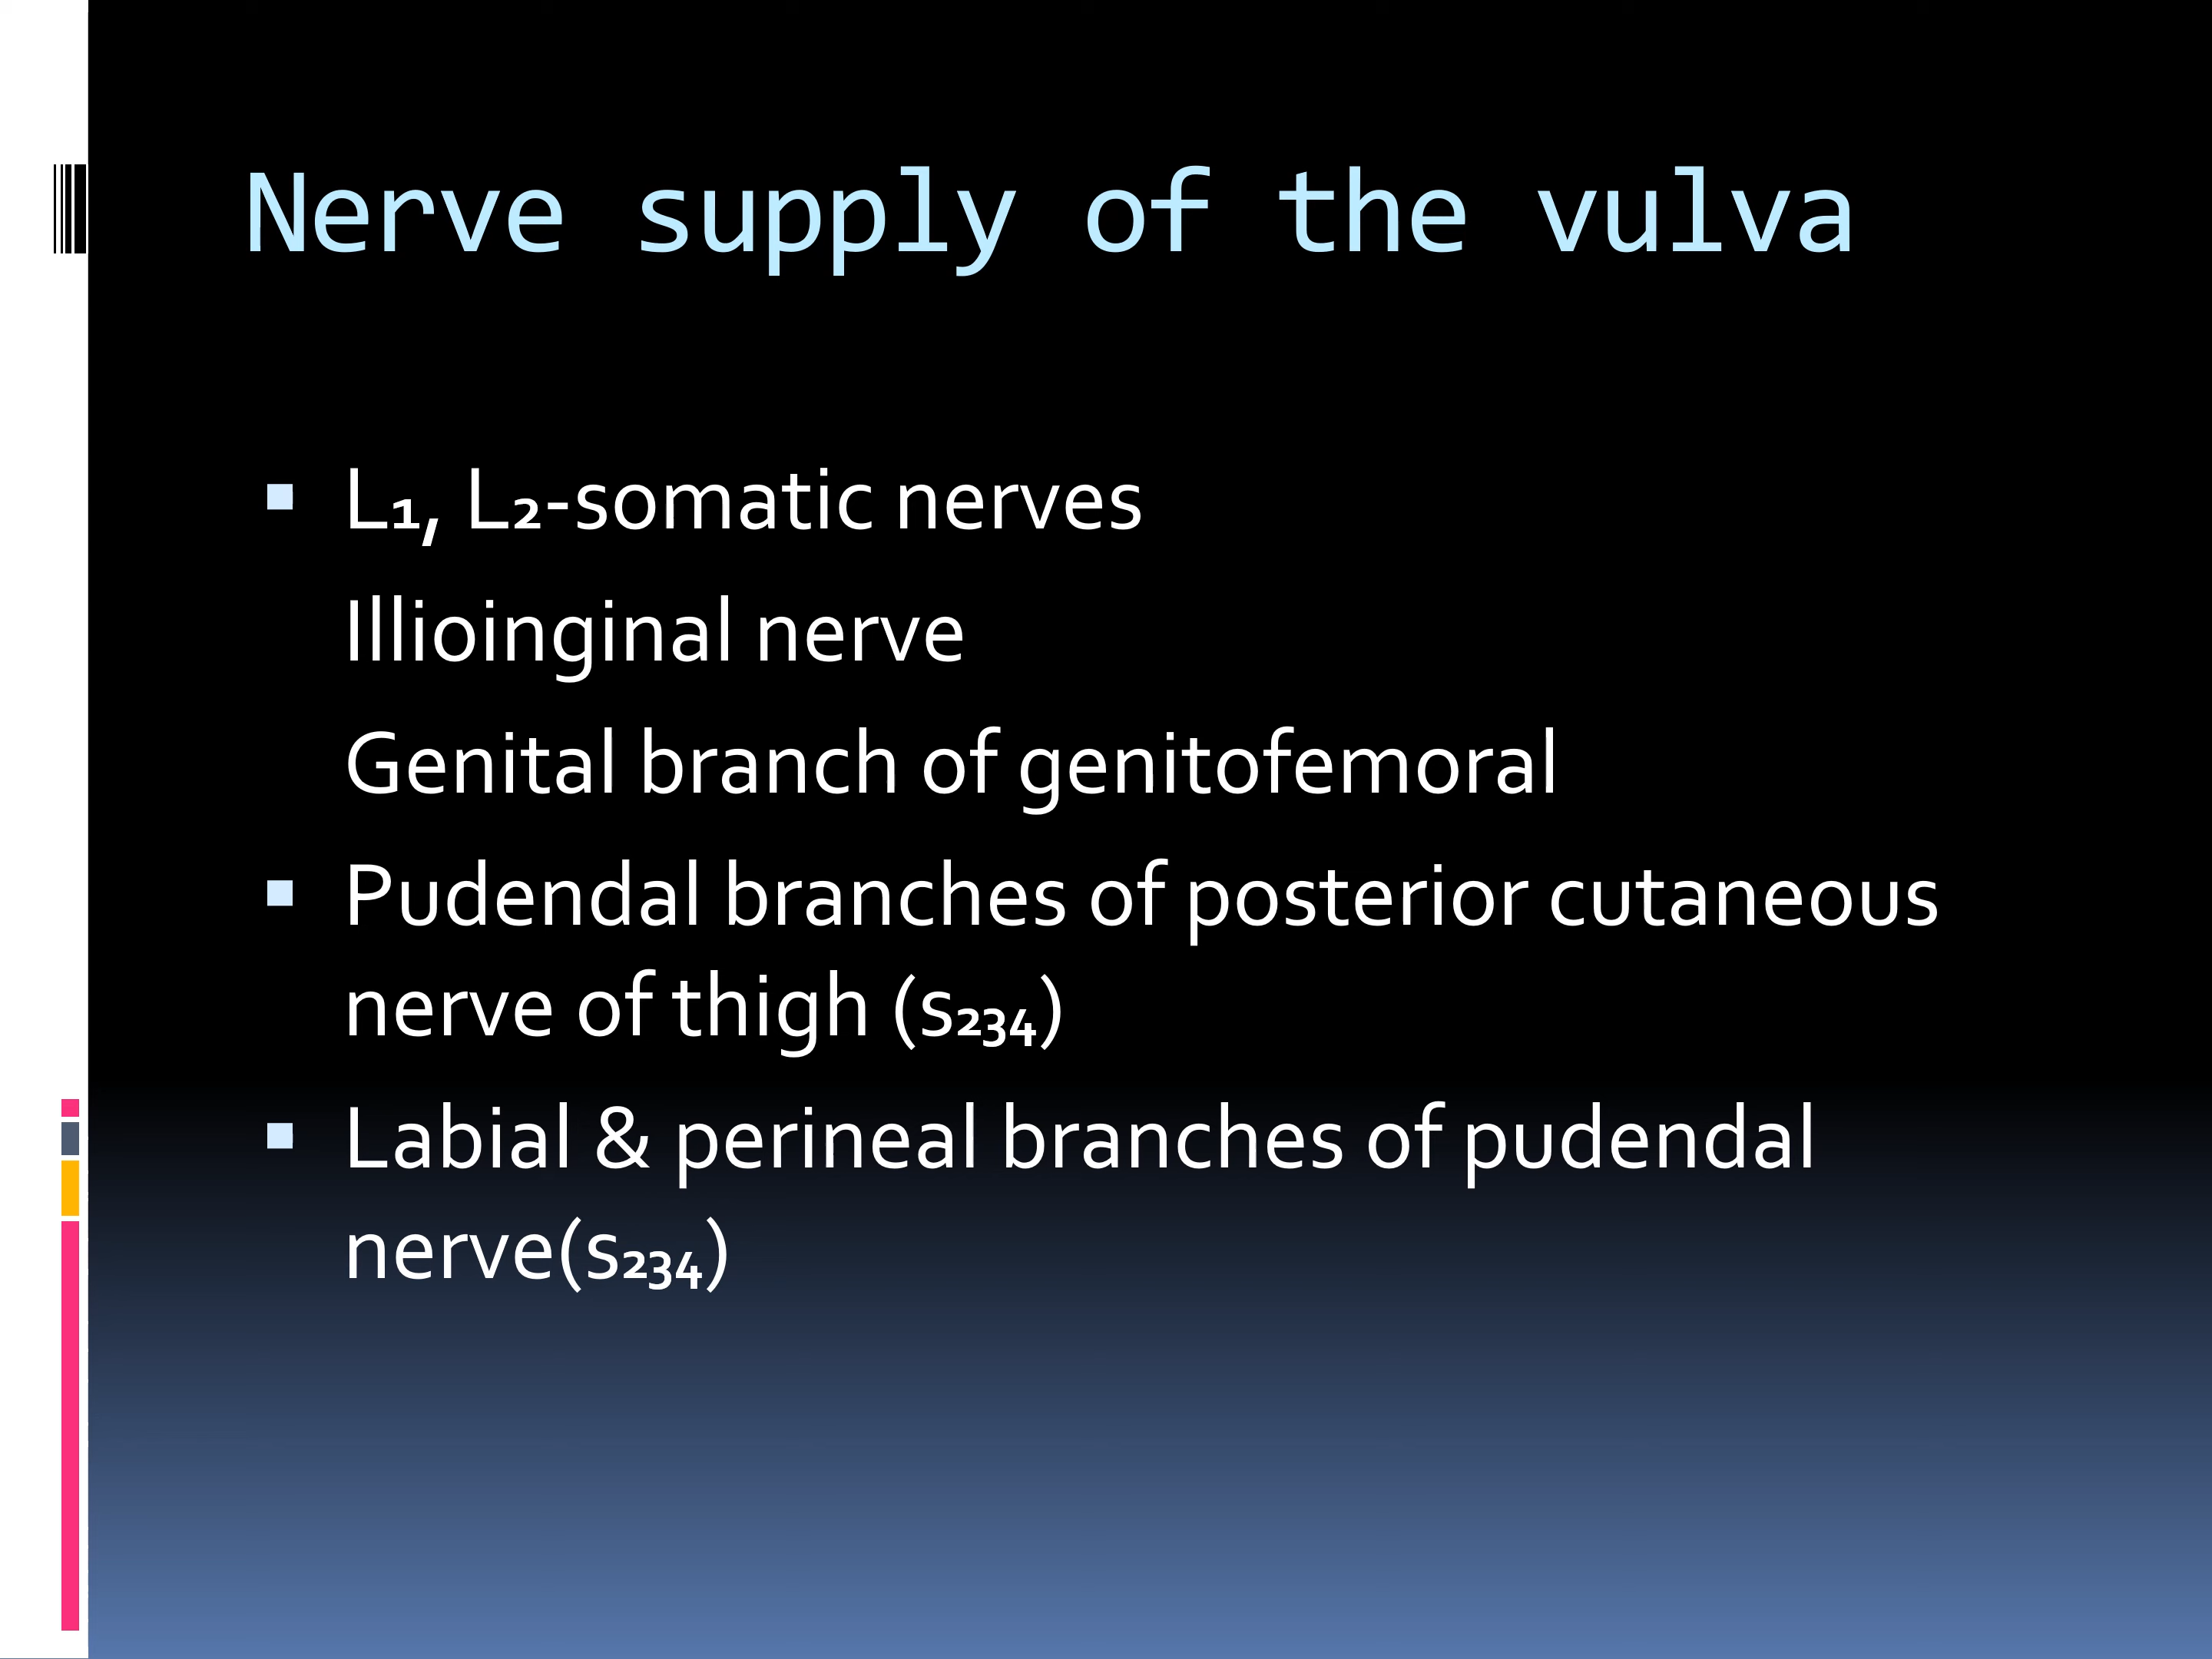 Nerve supply of the vulva
▪ L₁, L₂-somatic nerves
Illioinginal nerve
Genital branch of genitofemoral
▪ Pudendal branches of posterior cutaneous
nerve of thigh (s₂₃₄)
▪ Labial & perineal branches of pudendal
nerve(s₂₃₄)